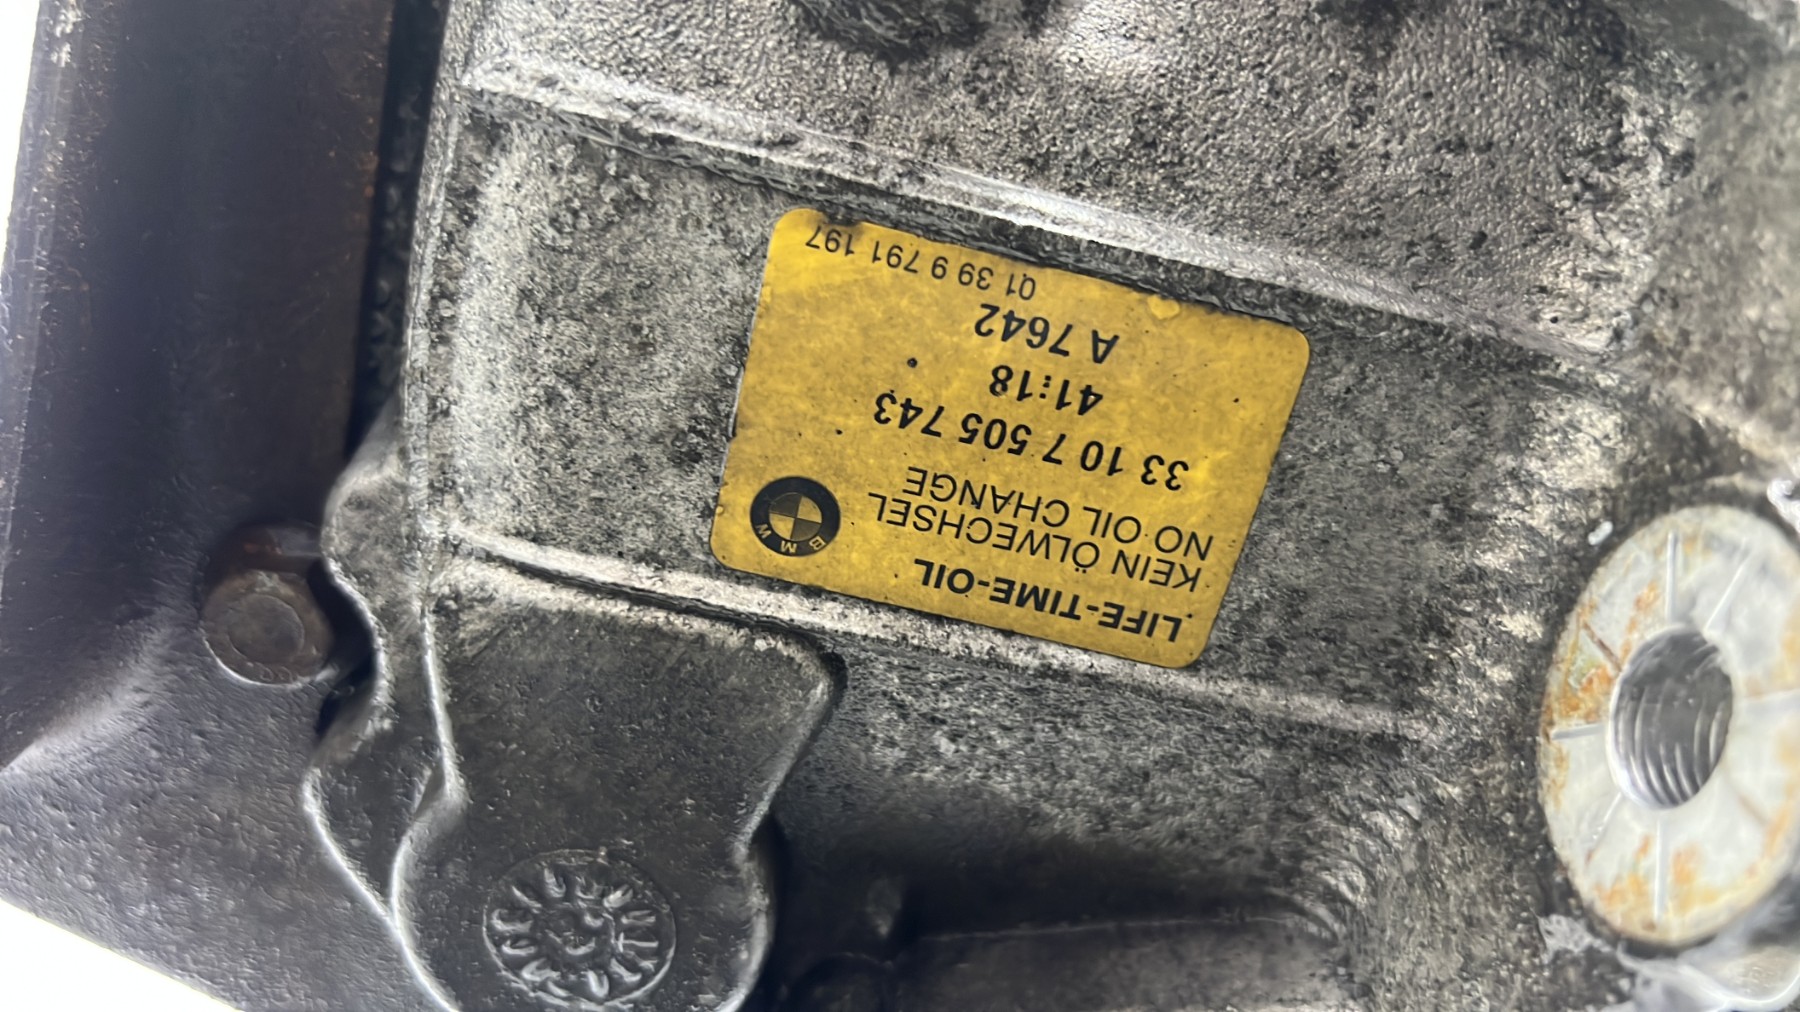 LIFE-TIME-OIL
KEIN ÖLWECHSEL
NO OIL CHANGE
BMW
33 10 7 505 743
41:18
A 7642
01 39 9 791 197